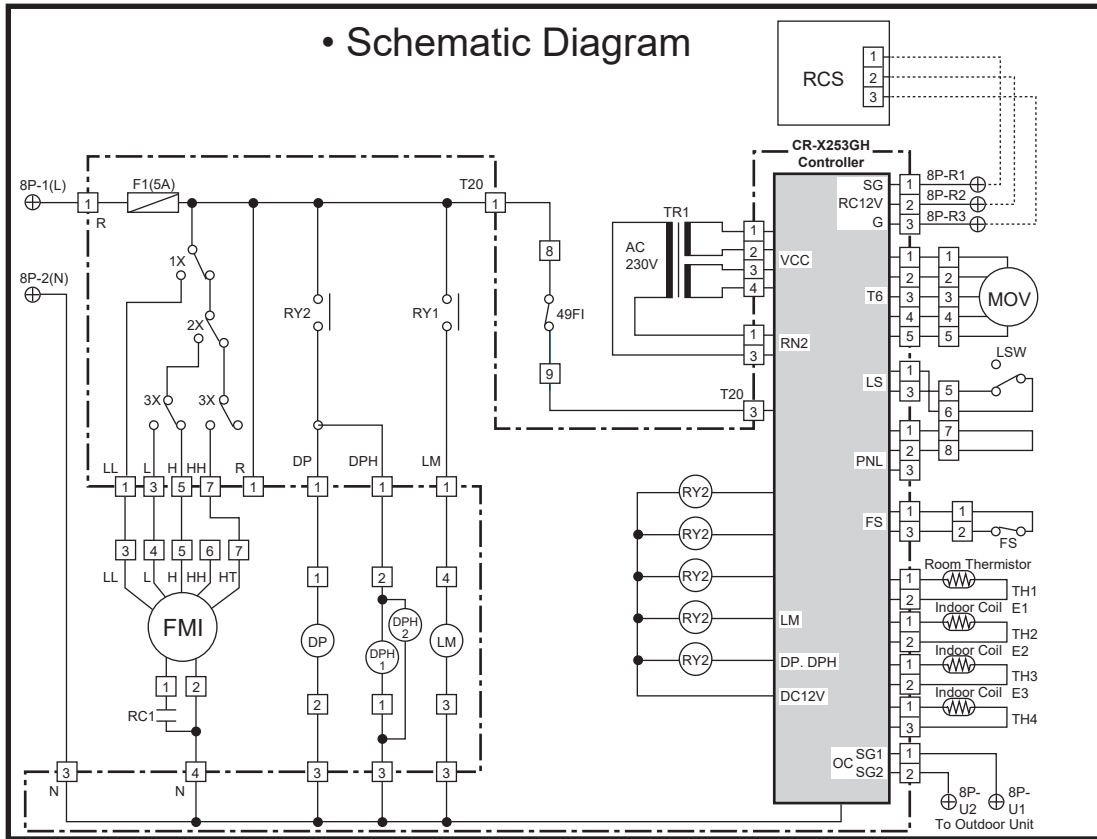 • Schematic Diagram
RCS
1
2
3
CR-X253GH
Controller
8P-1(L)
1
R
F1(5A)
T20
1
8P-2(N)
1X
2X
3X
3X
RY2
RY1
8
49FI
9
T20
3
TR1
AC
230V
1
2
3
4
VCC
1
3
RN2
SG
1
8P-R1
RC12V
2
8P-R2
G
3
8P-R3
T6
1
2
3
4
5
1
2
3
4
5
MOV
LS
1
3
LSW
5
6
7
8
PNL
1
2
3
FS
1
3
1
2
FS
Room Thermistor
1
2
TH1
Indoor Coil E1
1
2
TH2
Indoor Coil E2
1
2
TH3
Indoor Coil E3
1
3
TH4
OC
SG1
1
SG2
2
8P-
U2
8P-
U1
To Outdoor Unit
RY2
RY2
RY2
RY2
RY2
LM
DP. DPH
DC12V
LL
L
H
HH
R
DP
DPH
LM
1
3
5
7
1
1
1
1
3
4
5
6
7
LL
L
H
HH
HT
FMI
1
2
RC1
1
DP
2
2
DPH
1
DPH
2
1
4
LM
3
3
N
4
N
3
3
3